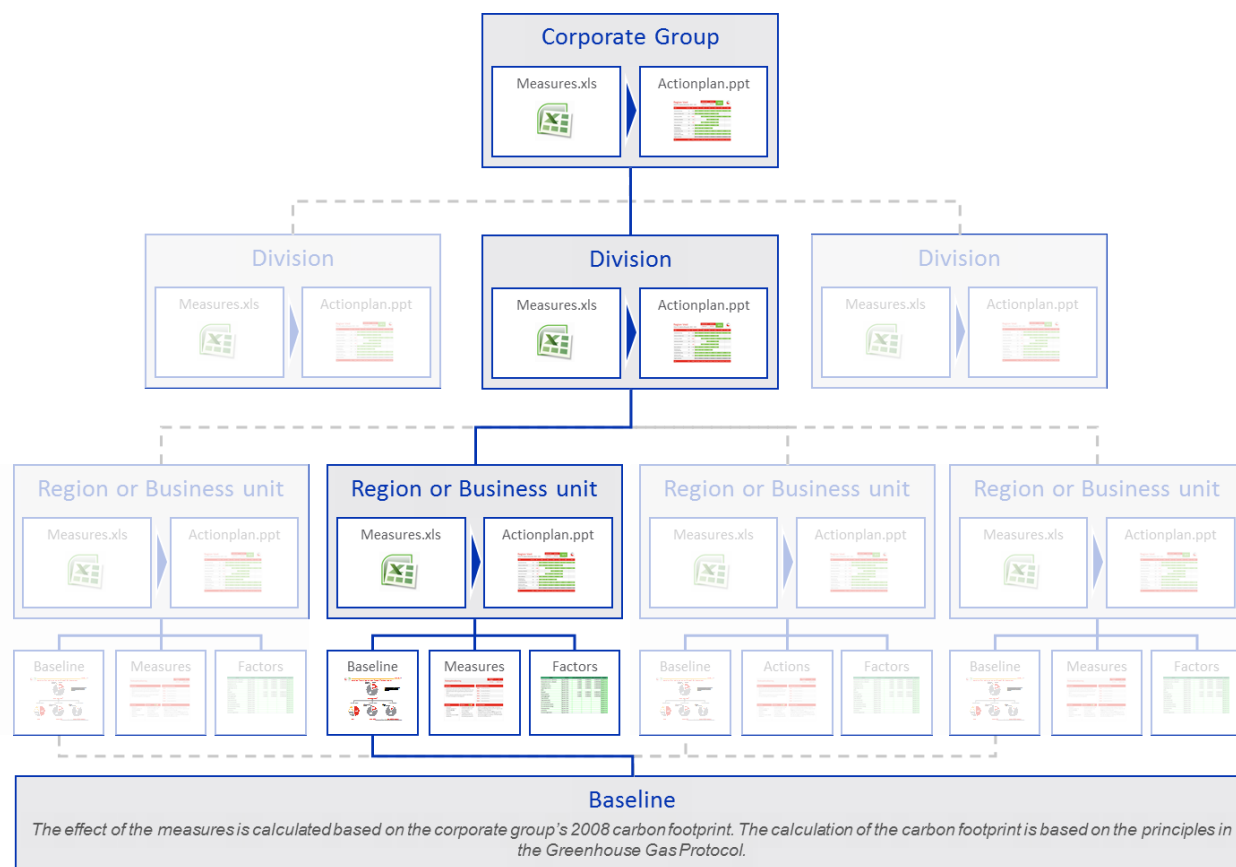 Corporate Group
Measures.xls
Actionplan.ppt
Division
Measures.xls
Actionplan.ppt
Division
Measures.xls
Actionplan.ppt
Division
Measures.xls
Actionplan.ppt
Region or Business unit
Measures.xls
Actionplan.ppt
Region or Business unit
Measures.xls
Actionplan.ppt
Region or Business unit
Measures.xls
Actionplan.ppt
Region or Business unit
Measures.xls
Actionplan.ppt
Baseline
Measures
Factors
Baseline
Measures
Factors
Baseline
Actions
Factors
Baseline
Measures
Factors
Baseline
The effect of the measures is calculated based on the corporate group's 2008 carbon footprint. The calculation of the carbon footprint is based on the principles in
the Greenhouse Gas Protocol.